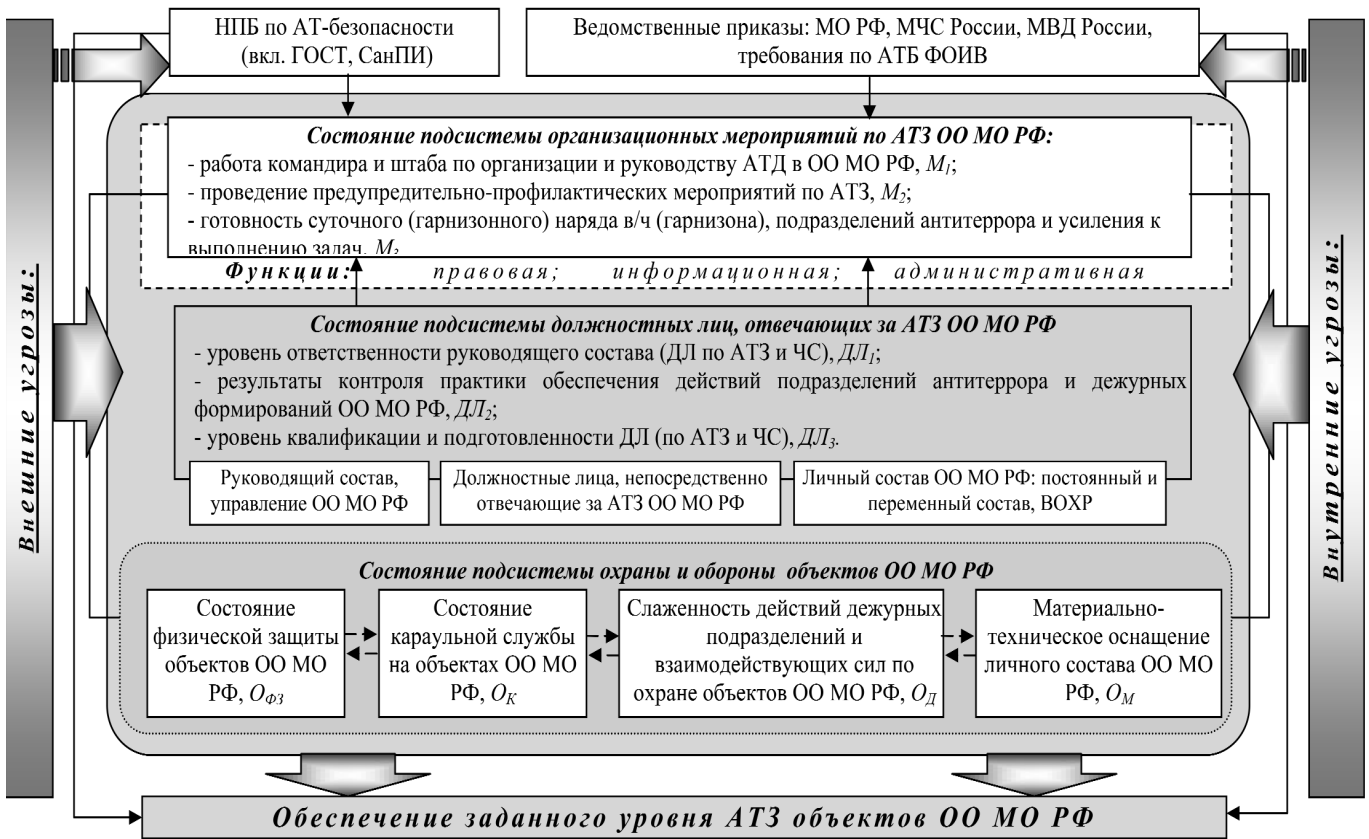 НПБ по АТ-безопасности
(вкл. ГОСТ, СанПИ)
Ведомственные приказы: МО РФ, МЧС России, МВД России,
требования по АТБ ФОИВ
Внешние угрозы:
Состояние подсистемы организационных мероприятий по АТЗ ОО МО РФ:
- работа командира и штаба по организации и руководству АТД в ОО МО РФ, М1;
- проведение предупредительно-профилактических мероприятий по АТЗ, М2;
- готовность суточного (гарнизонного) наряда в/ч (гарнизона), подразделений антитеррора и усиления к
выполнению задач,
Функции: правовая; информационная; административная
Состояние подсистемы должностных лиц, отвечающих за АТЗ ОО МО РФ
- уровень ответственности руководящего состава (ДЛ по АТЗ и ЧС), ДЛ1;
- результаты контроля практики обеспечения действий подразделений антитеррора и дежурных
формирований ОО МО РФ, ДЛ2;
- уровень квалификации и подготовленности ДЛ (по АТЗ и ЧС), ДЛ3.
Руководящий состав,
управление ОО МО РФ
Должностные лица, непосредственно
отвечающие за АТЗ ОО МО РФ
Личный состав ОО МО РФ: постоянный и
переменный состав, ВОХР
Внутренние угрозы:
Состояние подсистемы охраны и обороны объектов ОО МО РФ
Состояние
физической защиты
объектов ОО МО
РФ, ОФЗ
Состояние
караульной службы
на объектах ОО МО
РФ, ОК
Слаженность действий дежурных
подразделений и
взаимодействующих сил по
охране объектов ОО МО РФ, ОД
Материально-
техническое оснащение
личного состава ОО МО
РФ, ОМ
Обеспечение заданного уровня АТЗ объектов ОО МО РФ